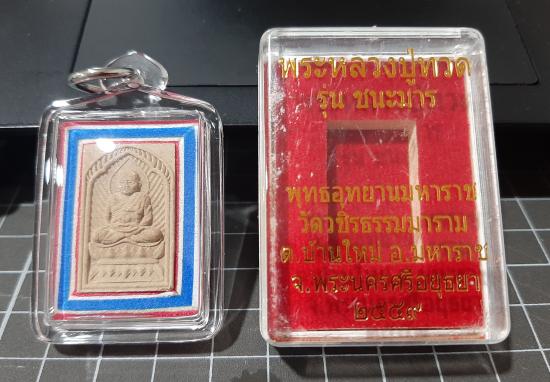 พระหลวงปู่ทวด
รุ่น ชนะมาร
พุทธอุทยานมหาราช
วัดวชิรธรรมาราม
ต.บ้านใหม่ อ.มหาราช
จ.พระนครศรีอยุธยา
๒๕๕๙